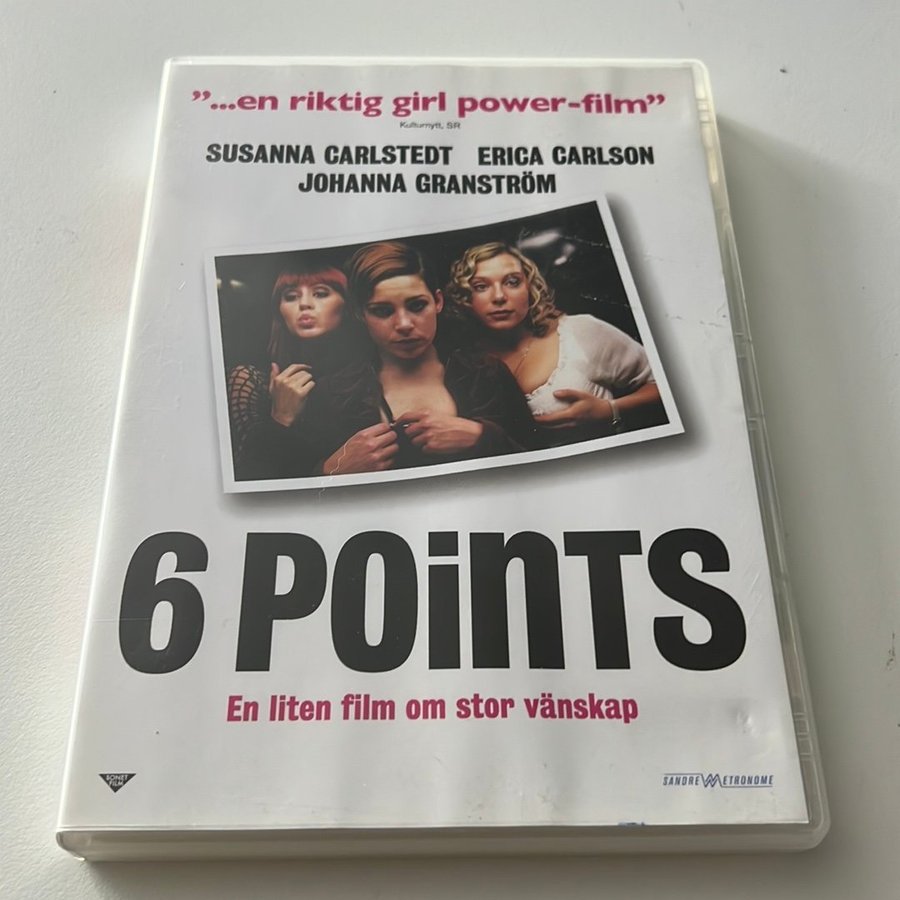 ”...en riktig girl power-film”
Kulturnytt, SR
SUSANNA CARLSTEDT ERICA CARLSON
JOHANNA GRANSTRÖM
6 POinTS
En liten film om stor vänskap
SONET
FILM
SANDREW METRONOME